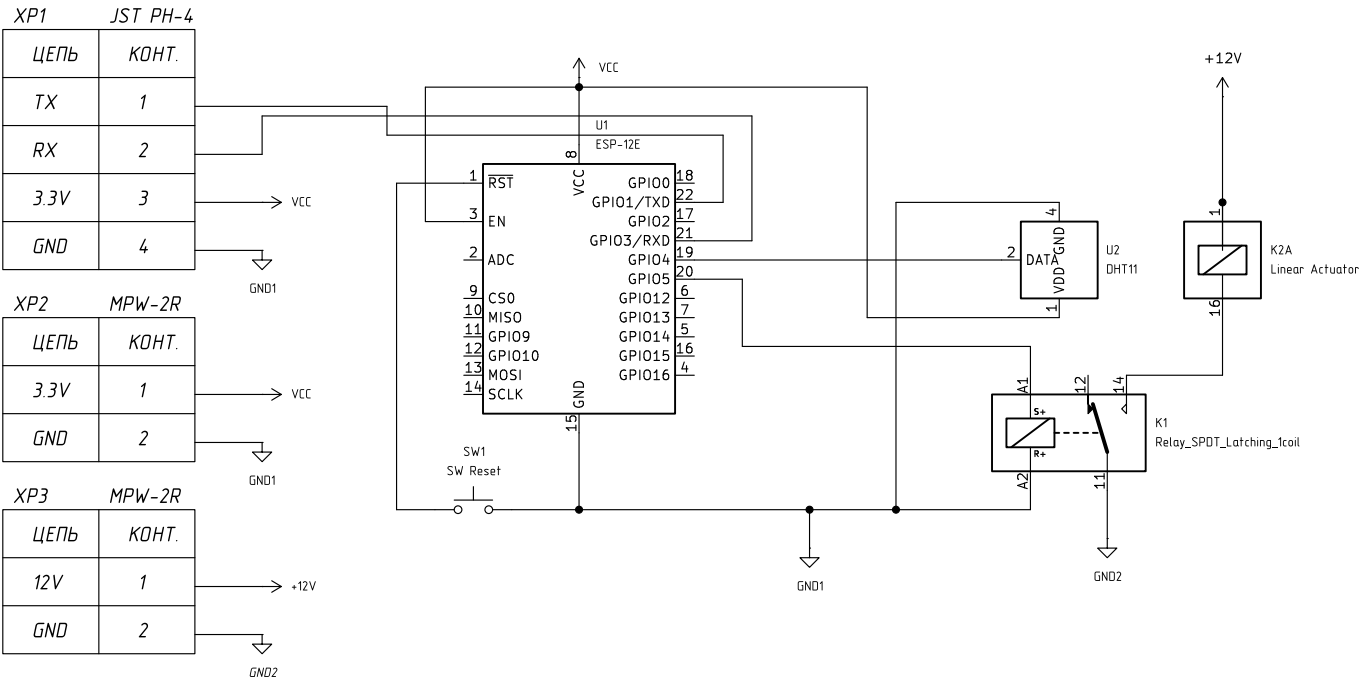 XP1 JST PH-4
ЦЕПЬ КОНТ.
TX 1
RX 2
3.3V 3
VCC
GND 4
GND1
XP2 MPW-2R
ЦЕПЬ КОНТ.
3.3V 1
VCC
GND 2
GND1
XP3 MPW-2R
ЦЕПЬ КОНТ.
12V 1
+12V
GND 2
GND2
VCC
U1
ESP-12E
8
VCC
1 RST
3 EN
2 ADC
9 CS0
10 MISO
11 GPIO9
12 GPIO10
13 MOSI
14 SCLK
GPIO0 18
GPIO1/TXD 22
GPIO2 17
GPIO3/RXD 21
GPIO4 19
GPIO5 20
GPIO12 6
GPIO13 7
GPIO14 5
GPIO15 16
GPIO16 4
GND
15
SW1
SW Reset
GND1
4
GND
2 DATA
VDD
1
U2
DHT11
+12V
1
K2A
Linear Actuator
16
A1
12
14
S+
R+
K1
Relay_SPDT_Latching_1coil
A2
11
GND2